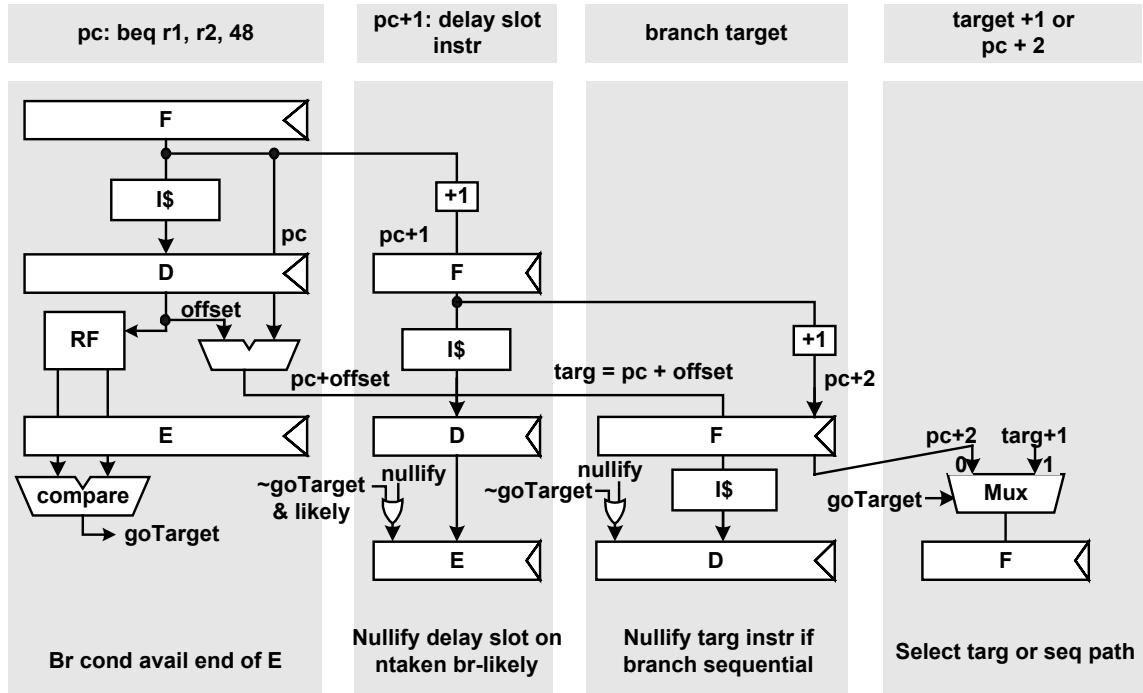 pc: beq r1, r2, 48
pc+1: delay slot
instr
branch target
target +1 or
pc + 2
F
I$
pc
D
offset
RF
pc+offset
E
compare
goTarget
Br cond avail end of E
+1
pc+1
F
I$
D
~goTarget
& likely
nullify
E
Nullify delay slot on
ntaken br-likely
+1
targ = pc + offset
pc+2
F
nullify
~goTarget
I$
D
Nullify targ instr if
branch sequential
pc+2
targ+1
0
1
Mux
goTarget
F
Select targ or seq path